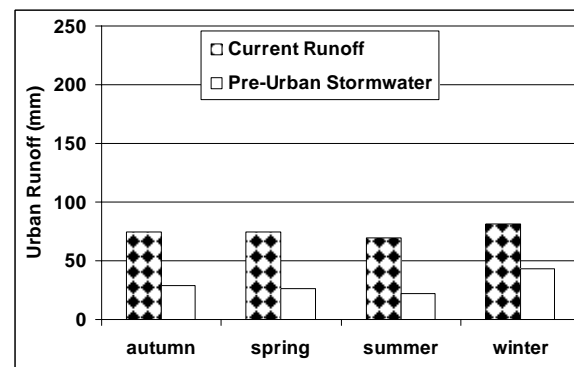 250
200
150
100
50
0
Urban Runoff (mm)
Current Runoff
Pre-Urban Stormwater
autumn spring summer winter